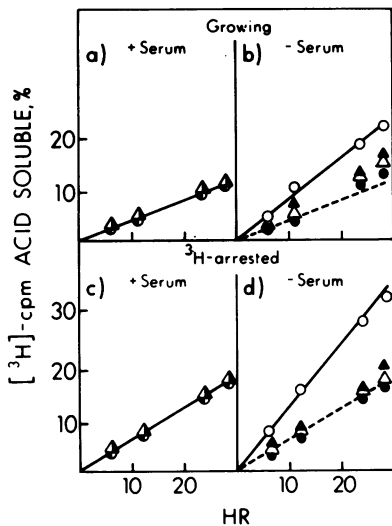 Growing
a) + Serum
b) - Serum
20
10
³H-arrested
c) + Serum
d) - Serum
30
20
10
10 20
10 20
HR
[³H]-cpm ACID SOLUBLE, %